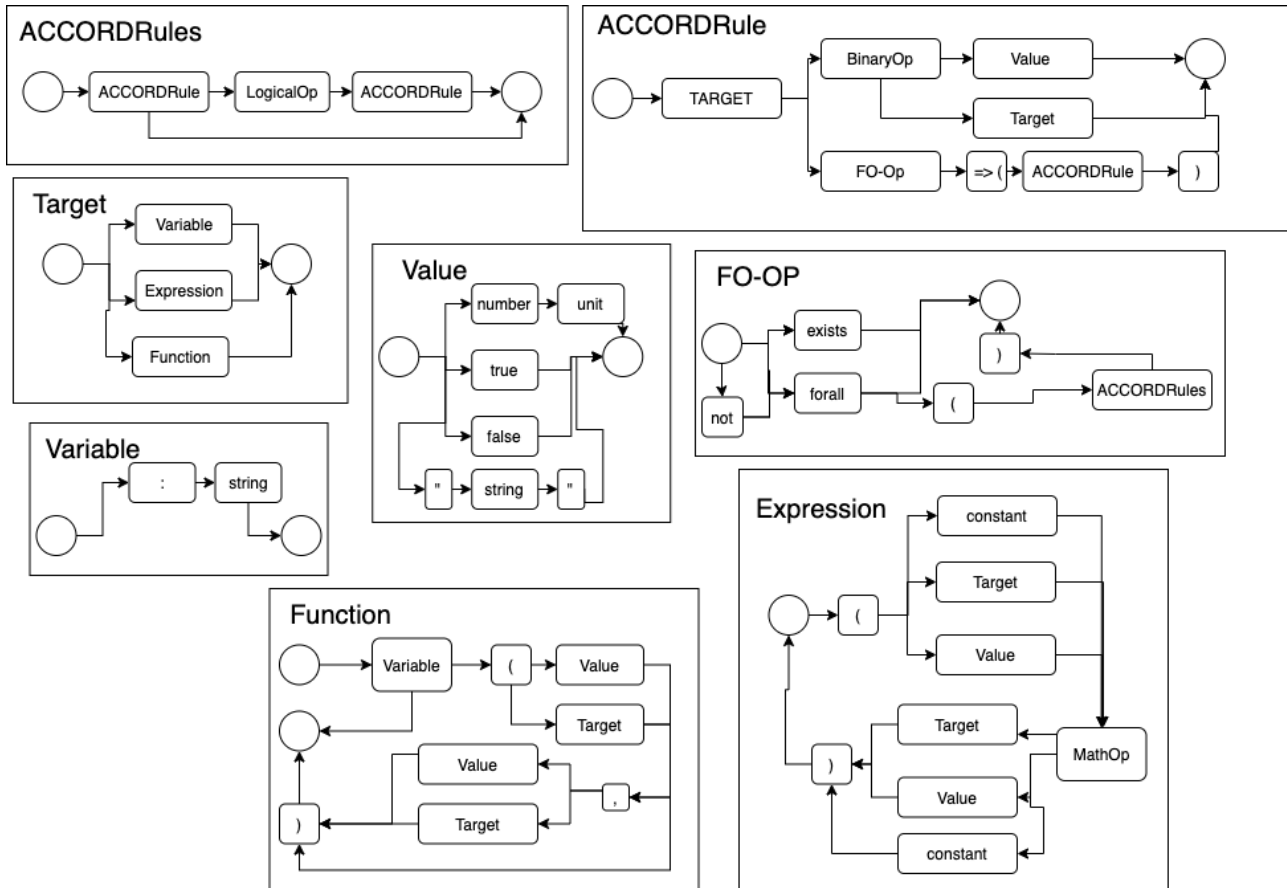 ACCORDRules
ACCORDRule
LogicalOp
ACCORDRule
ACCORDRule
TARGET
BinaryOp
Value
Target
FO-Op
=> (
ACCORDRule
)
Target
Variable
Expression
Function
Value
number
unit
true
false
"
string
"
FO-OP
exists
not
forall
(
)
ACCORDRules
Variable
:
string
Expression
(
constant
Target
Value
MathOp
Target
)
Value
constant
Function
Variable
(
Value
Target
Value
,
)
Target